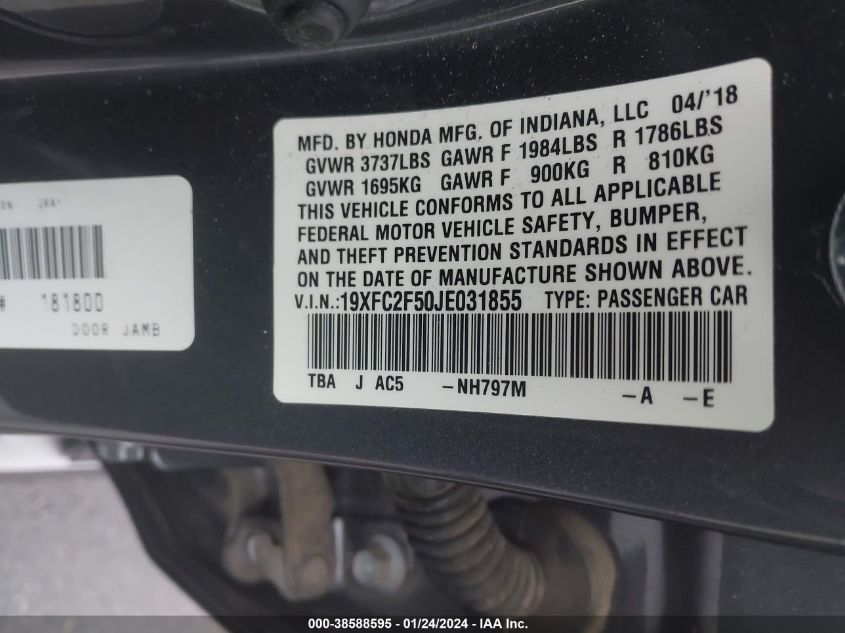 MFD. BY HONDA MFG. OF INDIANA, LLC 04/'18
GVWR 3737LBS GAWR F 1984LBS R 1786LBS
GVWR 1695KG GAWR F 900KG R 810KG
THIS VEHICLE CONFORMS TO ALL APPLICABLE
FEDERAL MOTOR VEHICLE SAFETY, BUMPER,
AND THEFT PREVENTION STANDARDS IN EFFECT
ON THE DATE OF MANUFACTURE SHOWN ABOVE.
V.I.N.:19XFC2F50JE031855 TYPE: PASSENGER CAR
TBA J AC5 -NH797M -A -E
# 181800
DOOR JAMB
000-38588595 - 01/24/2024 - IAA Inc.